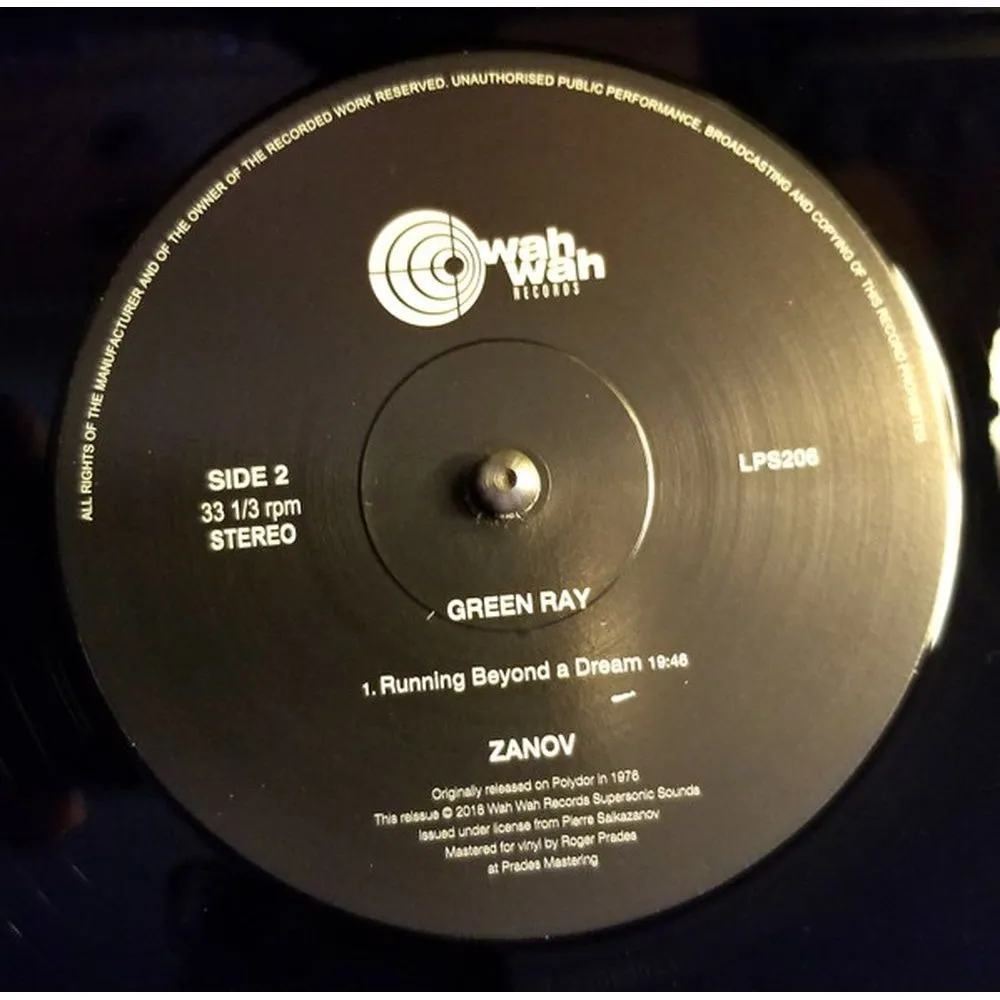 ALL RIGHTS OF THE MANUFACTURER AND OF THE OWNER OF THE RECORDED WORK RESERVED. UNAUTHORISED PUBLIC PERFORMANCE, BROADCASTING AND COPYING OF THIS RECORD PROHIBITED
wah
wah
RECORDS
SIDE 2
33 1/3 rpm
STEREO
LPS206
GREEN RAY
1. Running Beyond a Dream 19:46
ZANOV
Originally released on Polydor in 1976
This reissue © 2018 Wah Wah Records Supersonic Sounds
Issued under license from Pierre Salkazanov
Mastered for vinyl by Roger Prades
at Prades Mastering